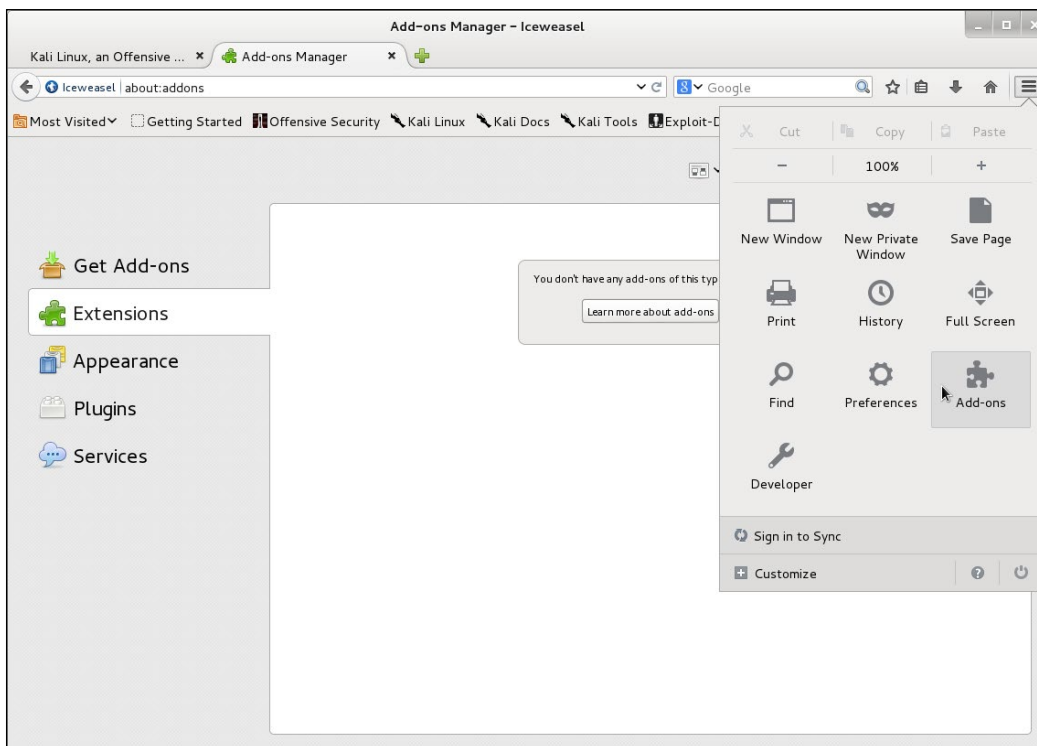 Add-ons Manager - Iceweasel
Kali Linux, an Offensive ...
Add-ons Manager
Iceweasel about:addons
Google
Most Visited Getting Started Offensive Security Kali Linux Kali Docs Kali Tools Exploit-D
Cut Copy Paste
− 100% +
New Window New Private Window Save Page
Print History Full Screen
Find Preferences Add-ons
Developer
Sign in to Sync
Customize
Get Add-ons
Extensions
Appearance
Plugins
Services
You don't have any add-ons of this typ
Learn more about add-ons